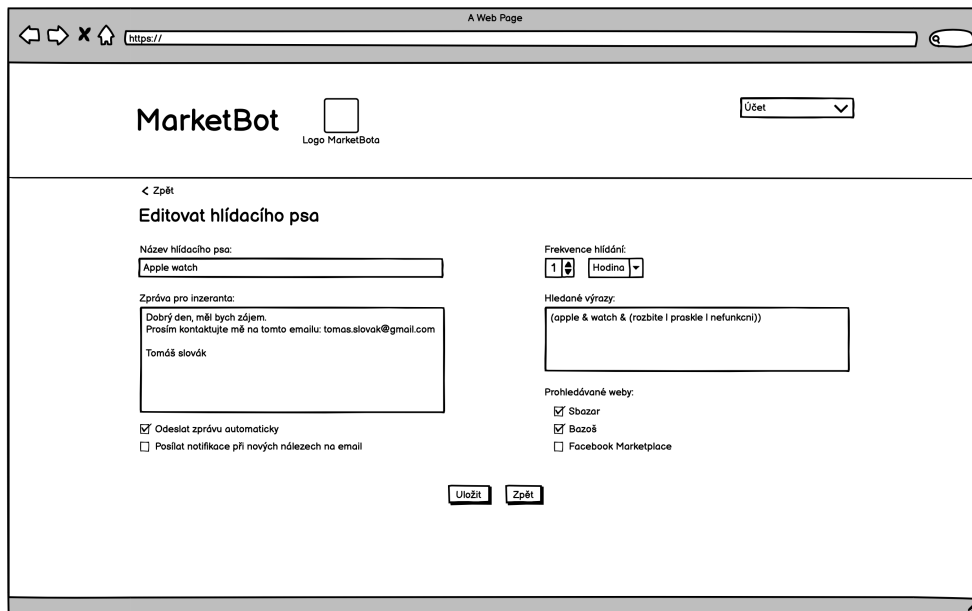 A Web Page
https://
MarketBot
Logo MarketBota
Účet
Zpět
Editovat hlídacího psa
Název hlídacího psa:
Apple watch
Zpráva pro inzeranta:
Dobrý den, měl bych zájem.
Prosím kontaktujte mě na tomto emailu: tomas.slovak@gmail.com
Tomáš slovák
Odeslat zprávu automaticky
Posílat notifikace při nových nálezech na email
Frekvence hlídání:
1 Hodina
Hledané výrazy:
(apple & watch & (rozbite | praskle | nefunkcni))
Prohledávané weby:
Sbazar
Bazoš
Facebook Marketplace
Uložit Zpět